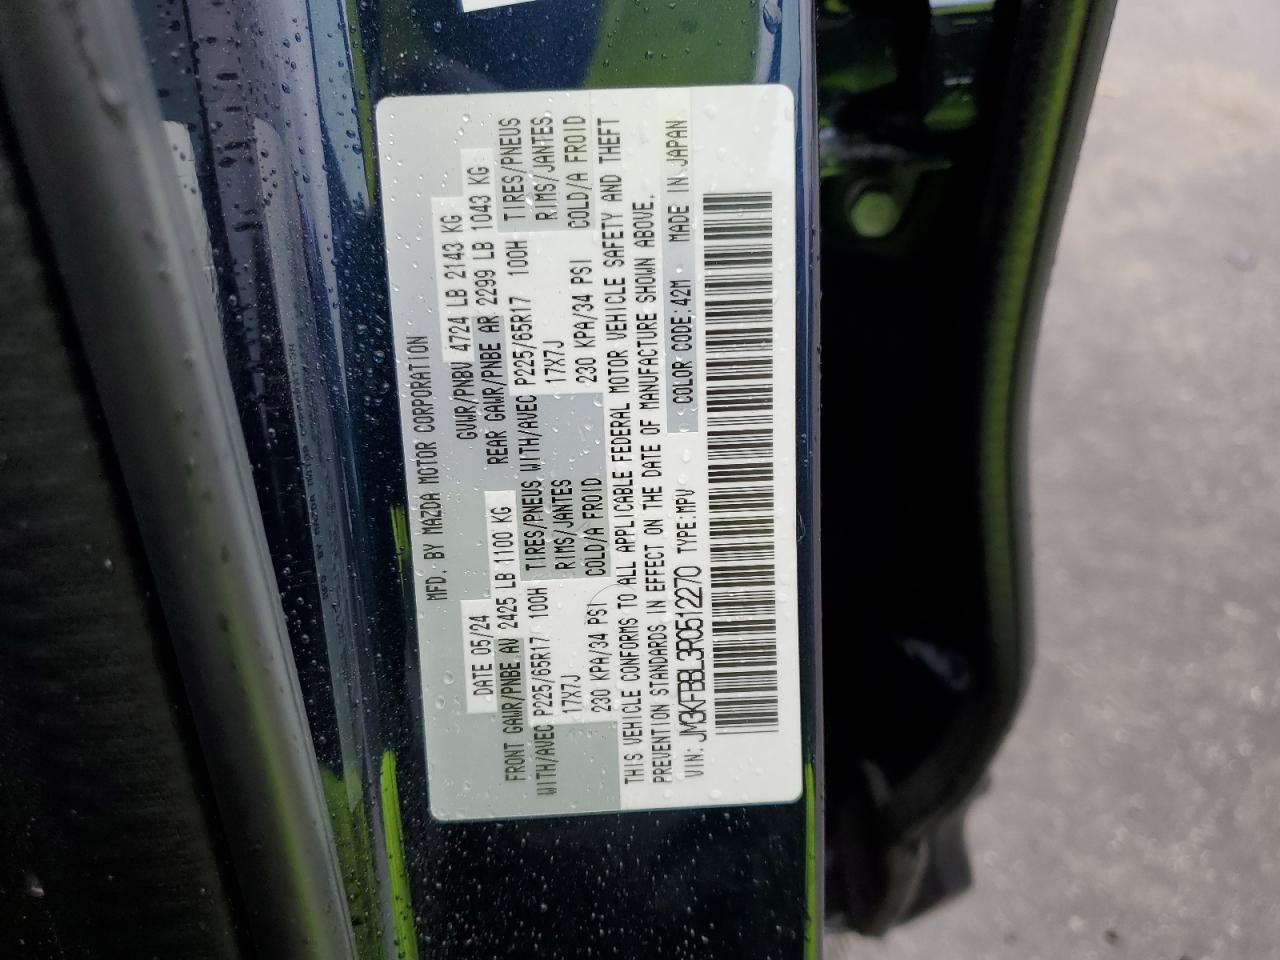 MFD. BY MAZDA MOTOR CORPORATION
DATE 05/24 GVWR/PNBV 4724 LB 2143 KG
FRONT GAWR/PNBE AV 2425 LB 1100 KG REAR GAWR/PNBE AR 2299 LB 1043 KG
WITH/AVEC P225/65R17 100H TIRES/PNEUS WITH/AVEC P225/65R17 100H TIRES/PNEUS
17X7J RIMS/JANTES 17X7J RIMS/JANTES
230 KPA/34 PSI COLD/A FROID 230 KPA/34 PSI COLD/A FROID
THIS VEHICLE CONFORMS TO ALL APPLICABLE FEDERAL MOTOR VEHICLE SAFETY AND THEFT
PREVENTION STANDARDS IN EFFECT ON THE DATE OF MANUFACTURE SHOWN ABOVE.
VIN: JM3KFBBL3R0512270 TYPE:MPV COLOR CODE:42M MADE IN JAPAN